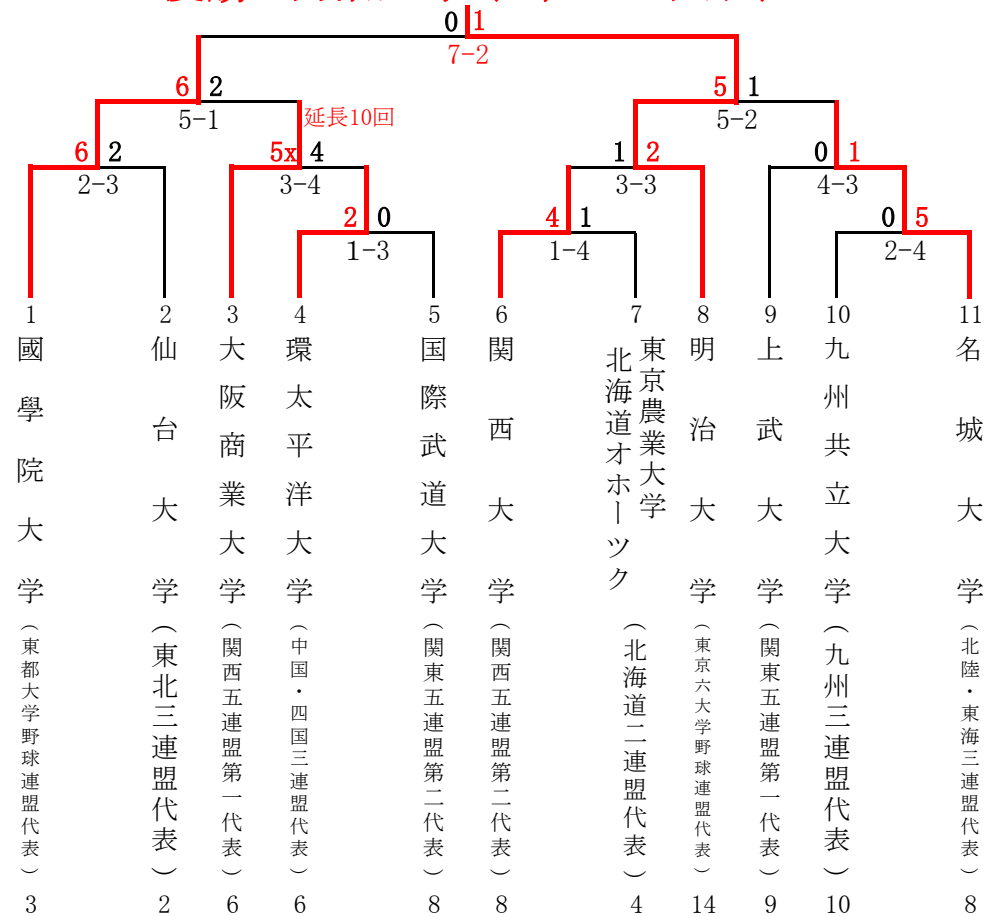 0 1
7-2
6 2
5-1
5 1
5-2
延長10回
6 2
2-3
5x 4
3-4
1 2
3-3
0 1
4-3
2 0
1-3
4 1
1-4
0 5
2-4
1 2 3 4 5 6 7 8 9 10 11
國學院大学(東都大学野球連盟代表)
仙台大学(東北三連盟代表)
大阪商業大学(関西五連盟第一代表)
環太平洋大学(中国・四国三連盟代表)
国際武道大学(関東五連盟第二代表)
関西大学(関西五連盟第二代表)
東京農業大学
北海道オホーツク(北海道二連盟代表)
明治大学(東京六大学野球連盟代表)
上武大学(関東五連盟第一代表)
九州共立大学(九州三連盟代表)
名城大学(北陸・東海三連盟代表)
3 2 6 6 8 8 4 14 9 10 8